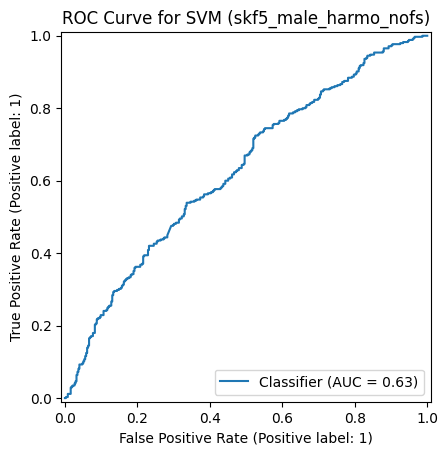 ROC Curve for SVM (skf5_male_harmo_nofs)
True Positive Rate (Positive label: 1)
1.0
0.8
0.6
0.4
0.2
0.0
0.0 0.2 0.4 0.6 0.8 1.0
Classifier (AUC = 0.63)
False Positive Rate (Positive label: 1)